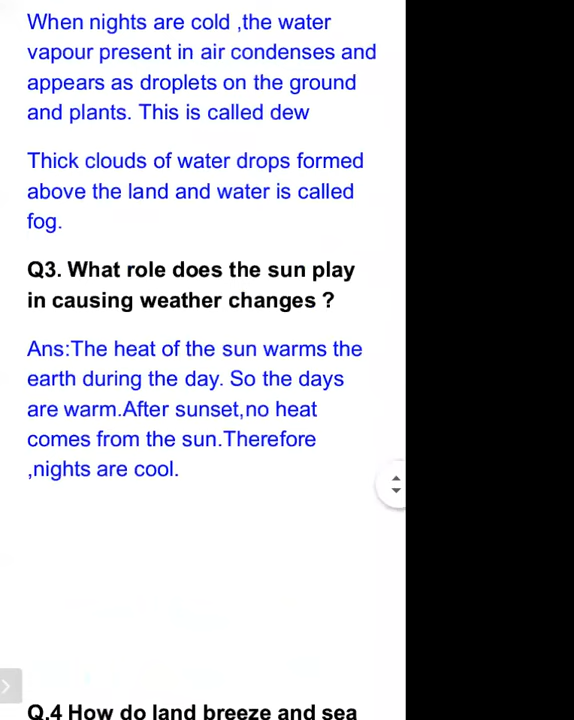 When nights are cold ,the water
vapour present in air condenses and
appears as droplets on the ground
and plants. This is called dew
Thick clouds of water drops formed
above the land and water is called
fog.
Q3. What role does the sun play
in causing weather changes ?
Ans:The heat of the sun warms the
earth during the day. So the days
are warm.After sunset,no heat
comes from the sun.Therefore
,nights are cool.
Q.4 How do land breeze and sea